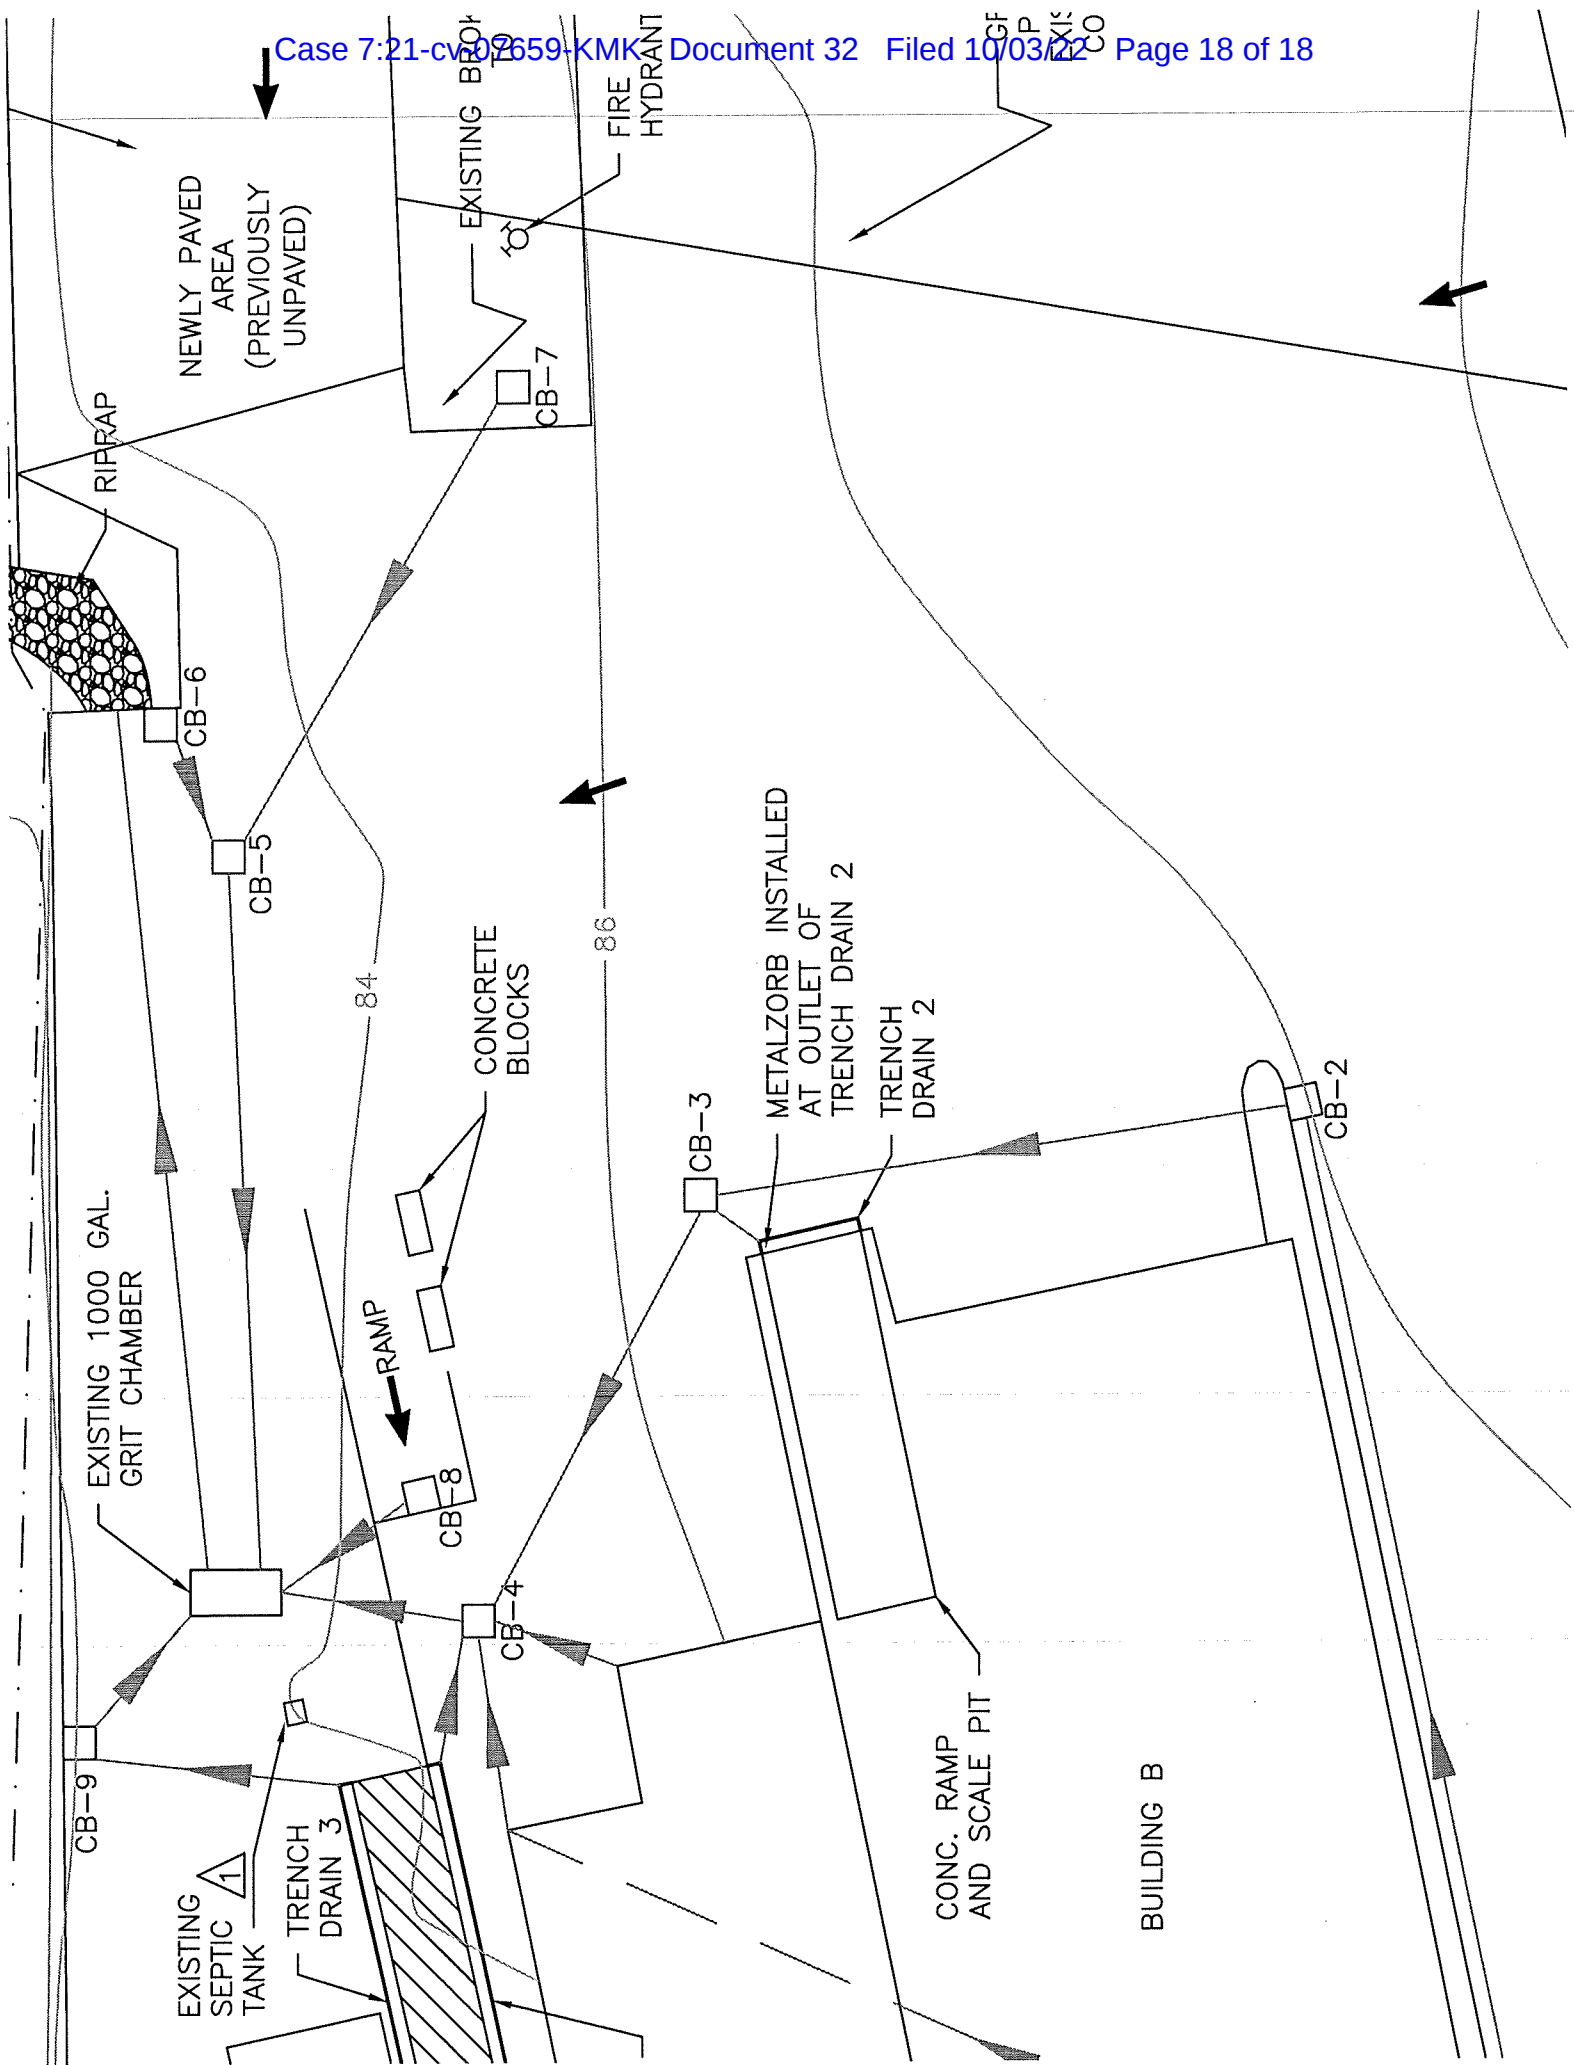 Case 7:21-cv-07659-KMK Document 32 Filed 10/03/22 Page 18 of 18
NEWLY PAVED
AREA
(PREVIOUSLY
UNPAVED)
EXISTING
TO
FIRE
HYDRANT
P
CO
RIPRAP
CB-7
CB-6
CB-5
84
86
CONCRETE
BLOCKS
METALZORB INSTALLED
AT OUTLET OF
TRENCH DRAIN 2
TRENCH
DRAIN 2
CB-3
CB-2
EXISTING 1000 GAL.
GRIT CHAMBER
RAMP
CB-8
CB-4
CB-9
EXISTING
SEPTIC
TANK
1
TRENCH
DRAIN 3
CONC. RAMP
AND SCALE PIT
BUILDING B